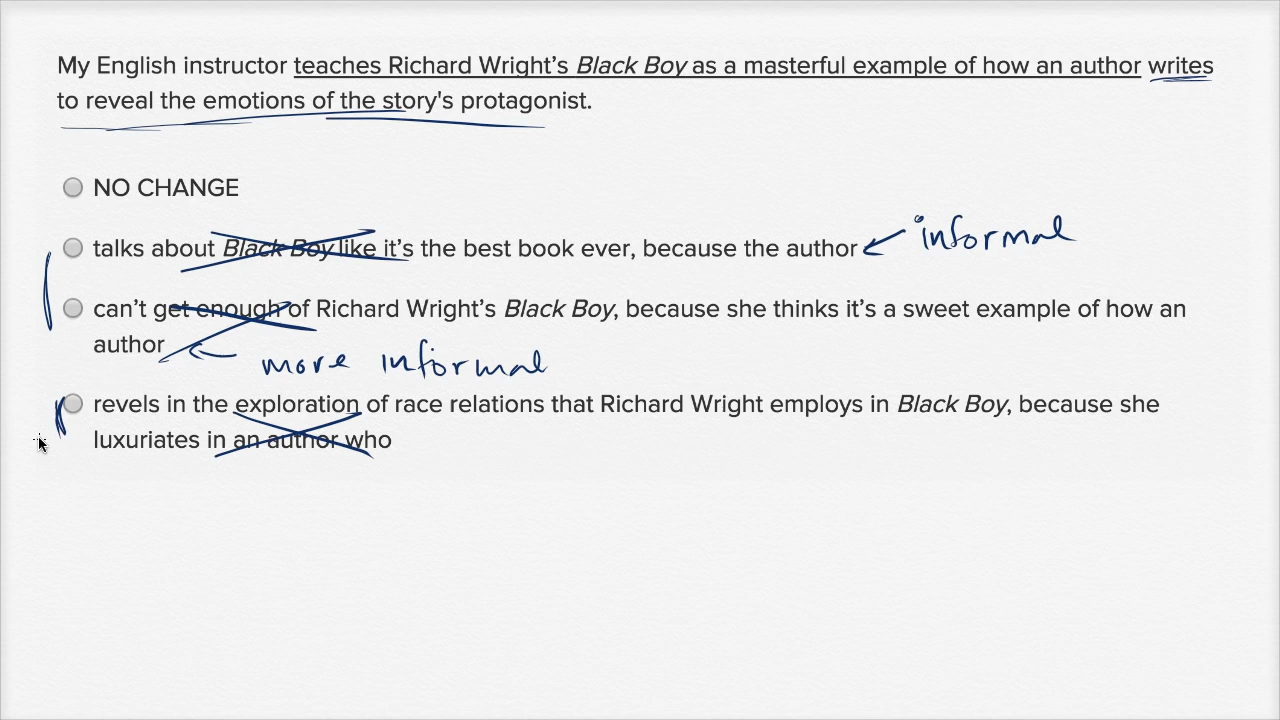 My English instructor teaches Richard Wright’s Black Boy as a masterful example of how an author writes
to reveal the emotions of the story's protagonist.
NO CHANGE
talks about Black Boy like it’s the best book ever, because the author
informal
can’t get enough of Richard Wright’s Black Boy, because she thinks it’s a sweet example of how an
author
more informal
revels in the exploration of race relations that Richard Wright employs in Black Boy, because she
luxuriates in an author who